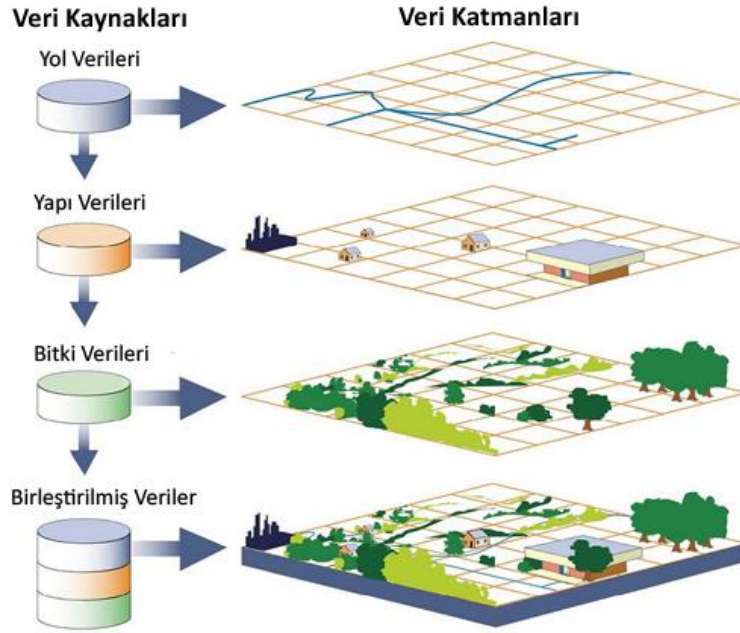 Veri Kaynakları
Veri Katmanları
Yol Verileri
Yapı Verileri
Bitki Verileri
Birleştirilmiş Veriler